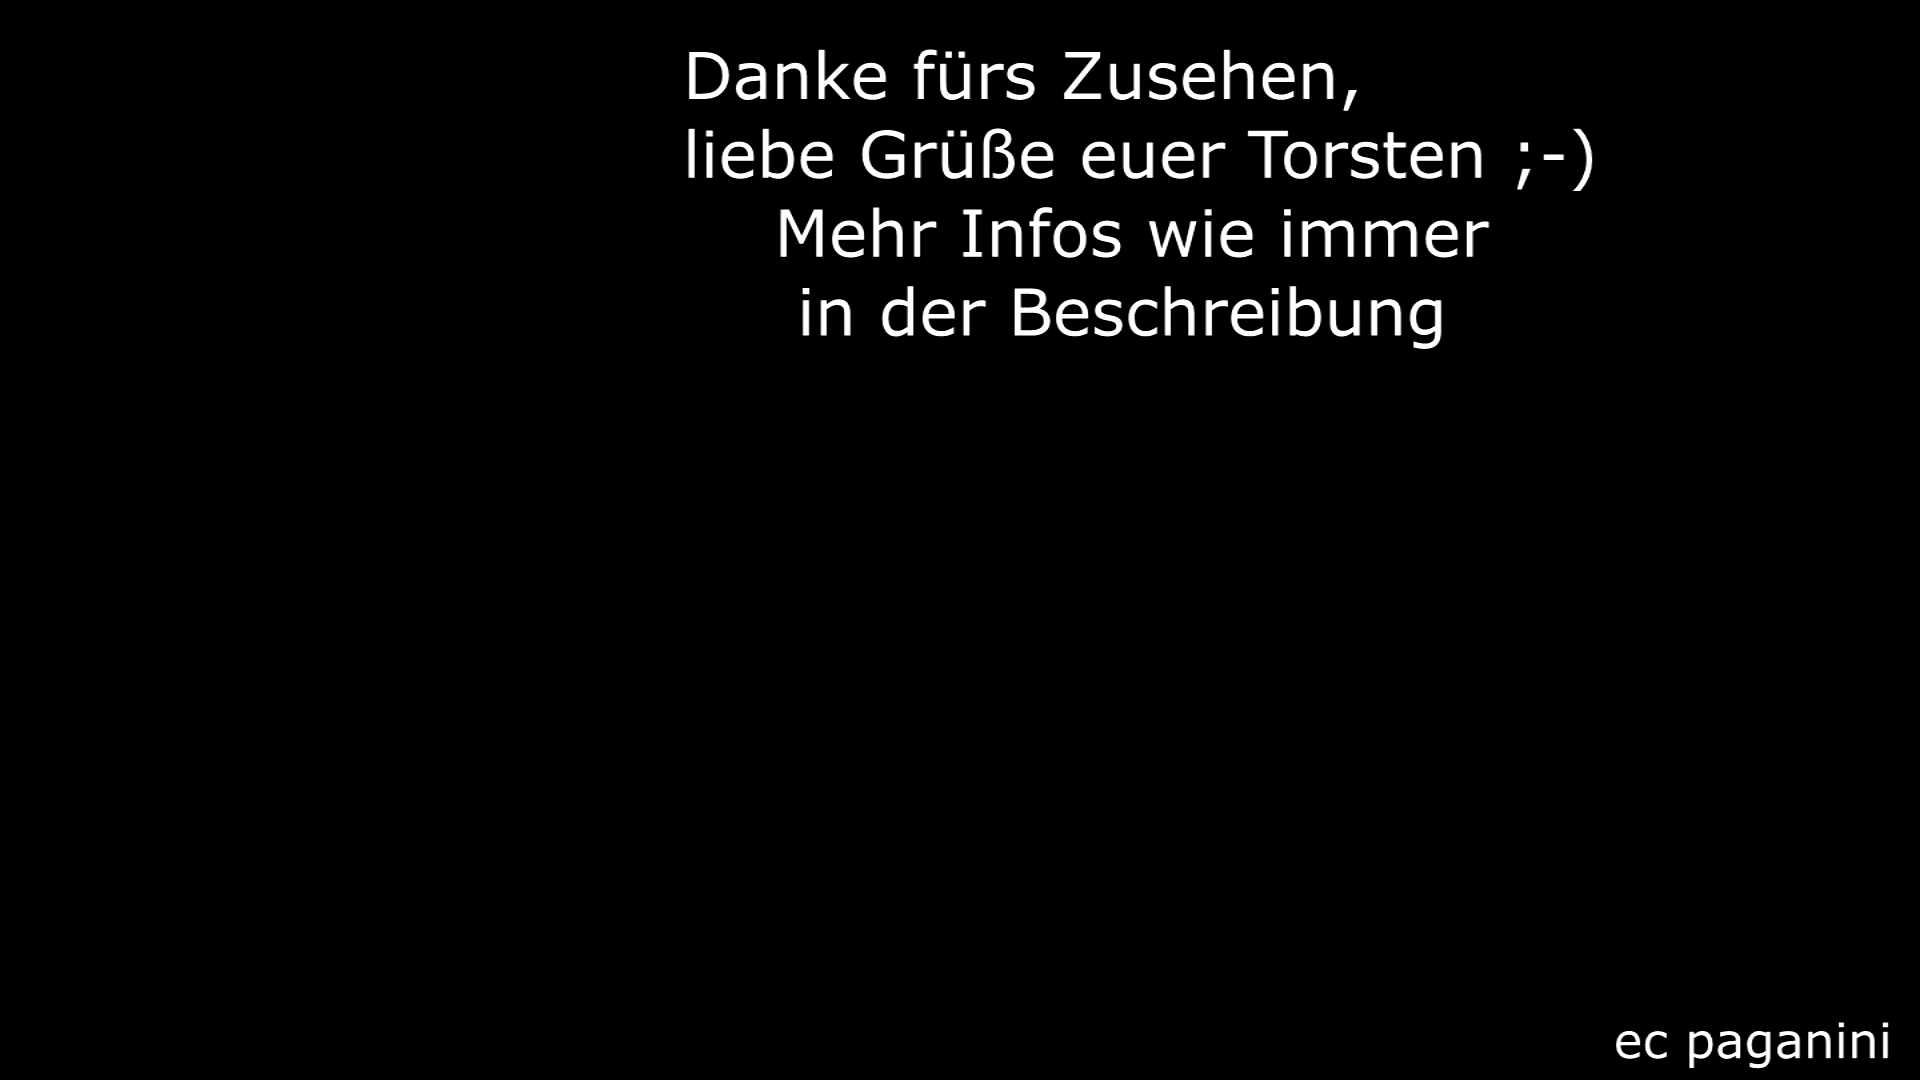 Danke fürs Zusehen,
liebe Grüße euer Torsten ;-)
Mehr Infos wie immer
in der Beschreibung
ec paganini